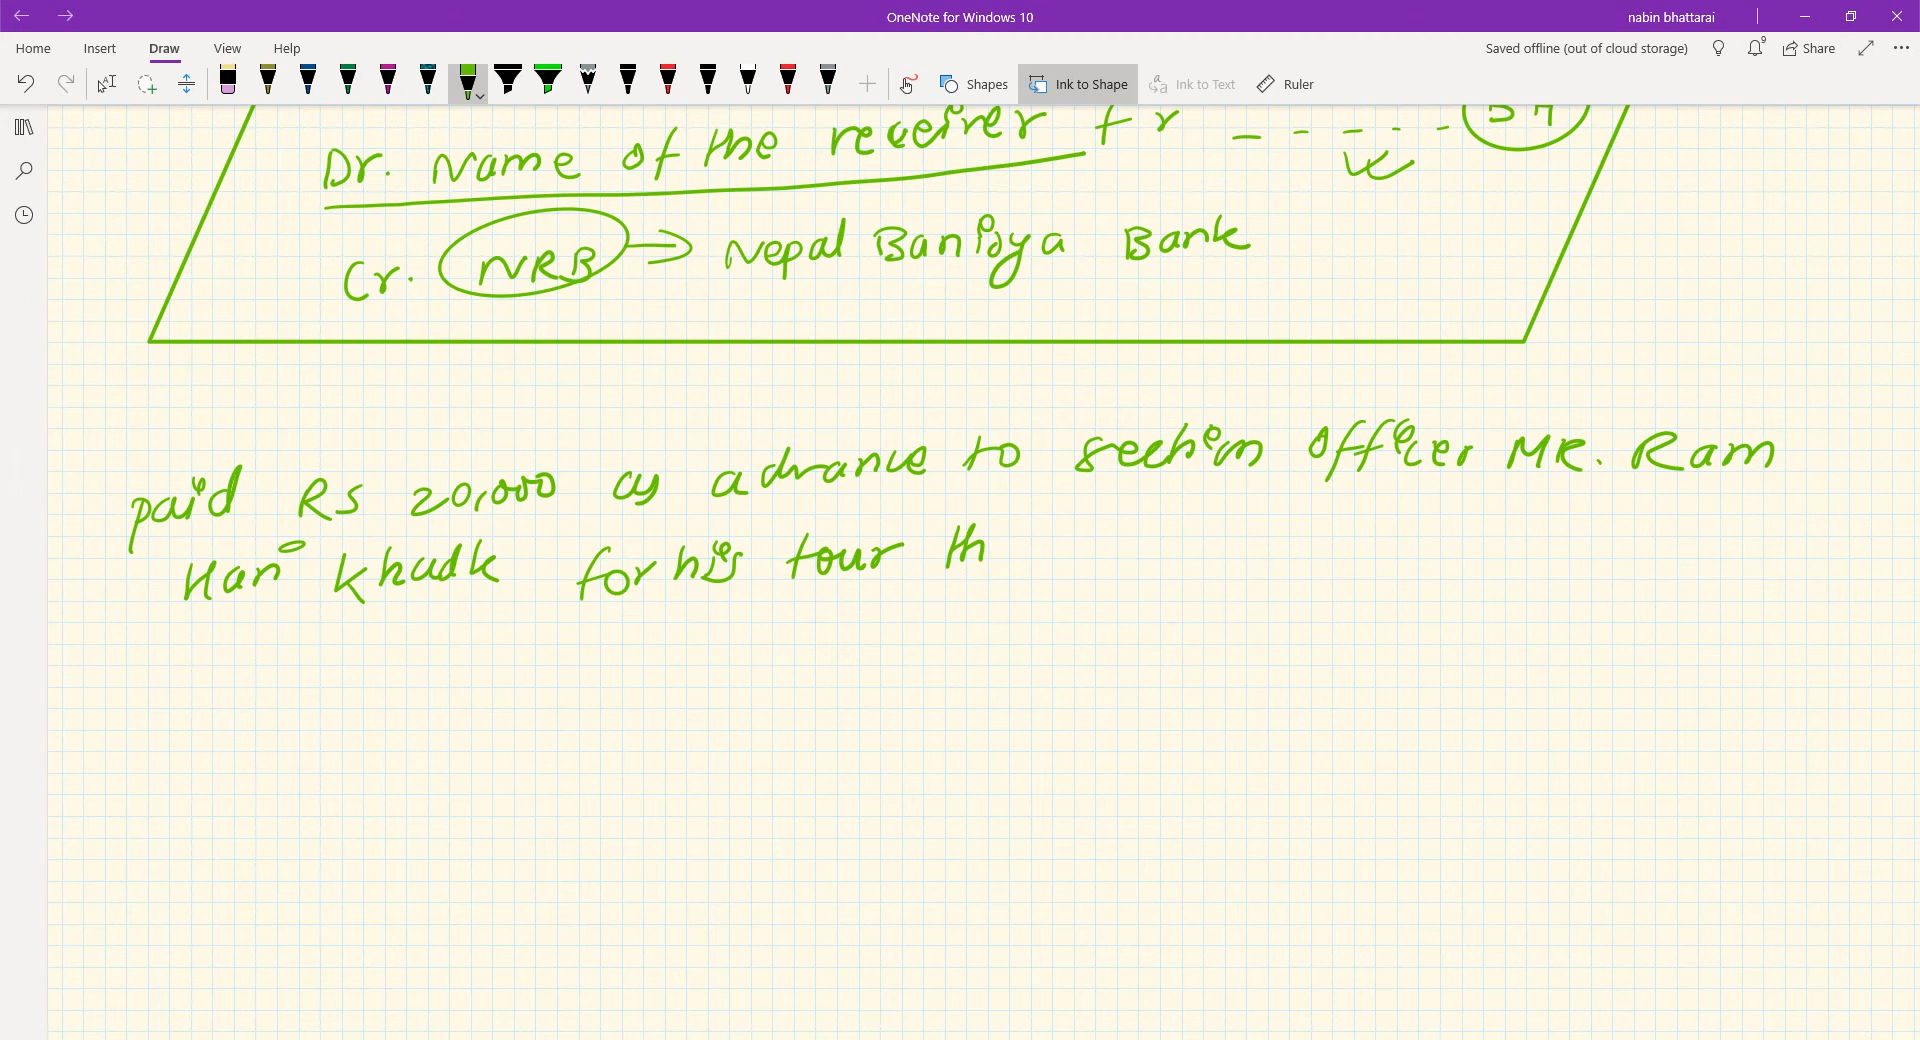 OneNote for Windows 10
nabin bhattarai
Home Insert Draw View Help
Saved offline (out of cloud storage)
9
Share
Shapes
Ink to Shape
Ink to Text
Ruler
Dr. Name of the receiver
Cr. NRB → Nepal Banijya Bank
paid RS 20,000 as advance to officer MR. Ram
Hari for his tour th